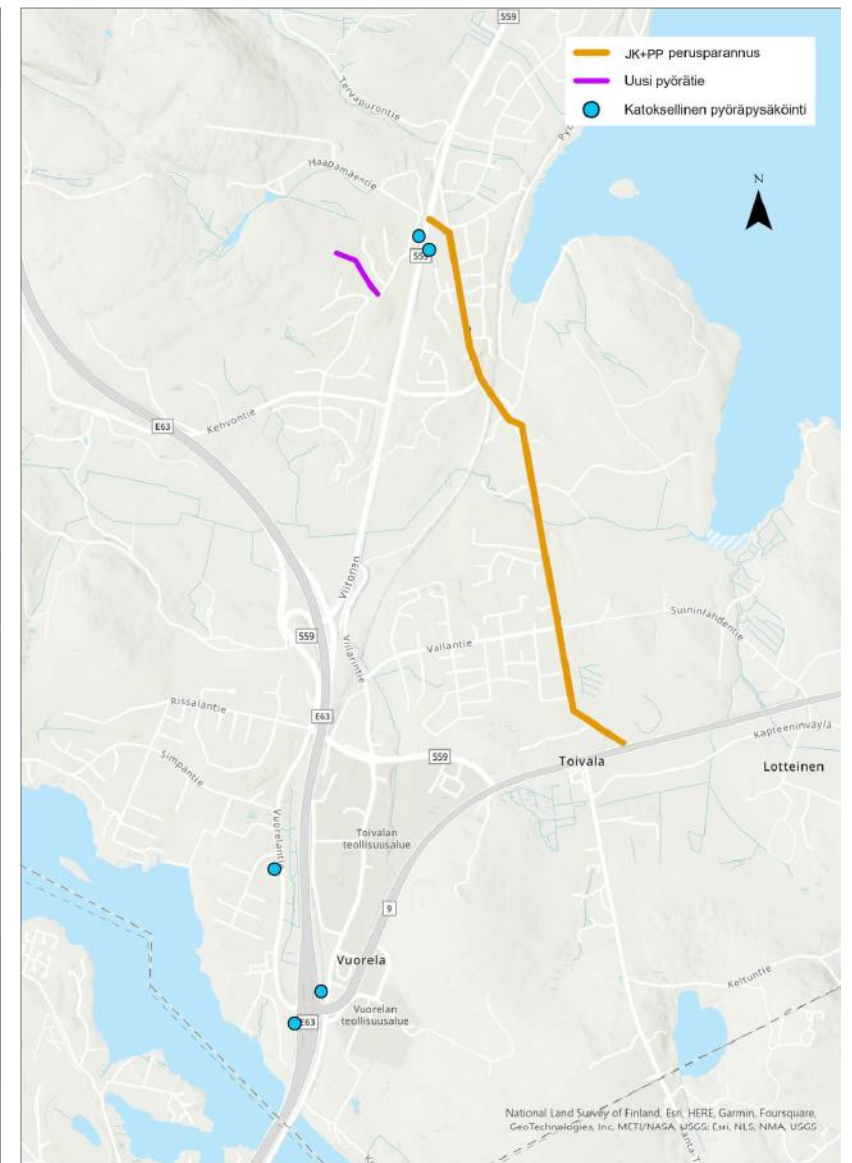 559
JK+PP perusparannus
Uusi pyörätie
Katoksellinen pyöräpysäköinti
Tervapurontie
Haapamäentie
N
559
Kehvontie
E63
Viitonen
559
Viilarintie
Vallantie
Suininlahdentie
Rissalantie
E63
Simpantie
559
Toivala
Kapteeninväylä
Lotteinen
Vuorelantie
Toivalan
teollisuusalue
9
Vuorela
Keltuntie
Vuorelan
teollisuusalue
E63
National Land Survey of Finland, Esri, HERE, Garmin, Foursquare,
GeoTechnologies, Inc, METI/NASA, USGS; Esri, NLS, NMA, USGS